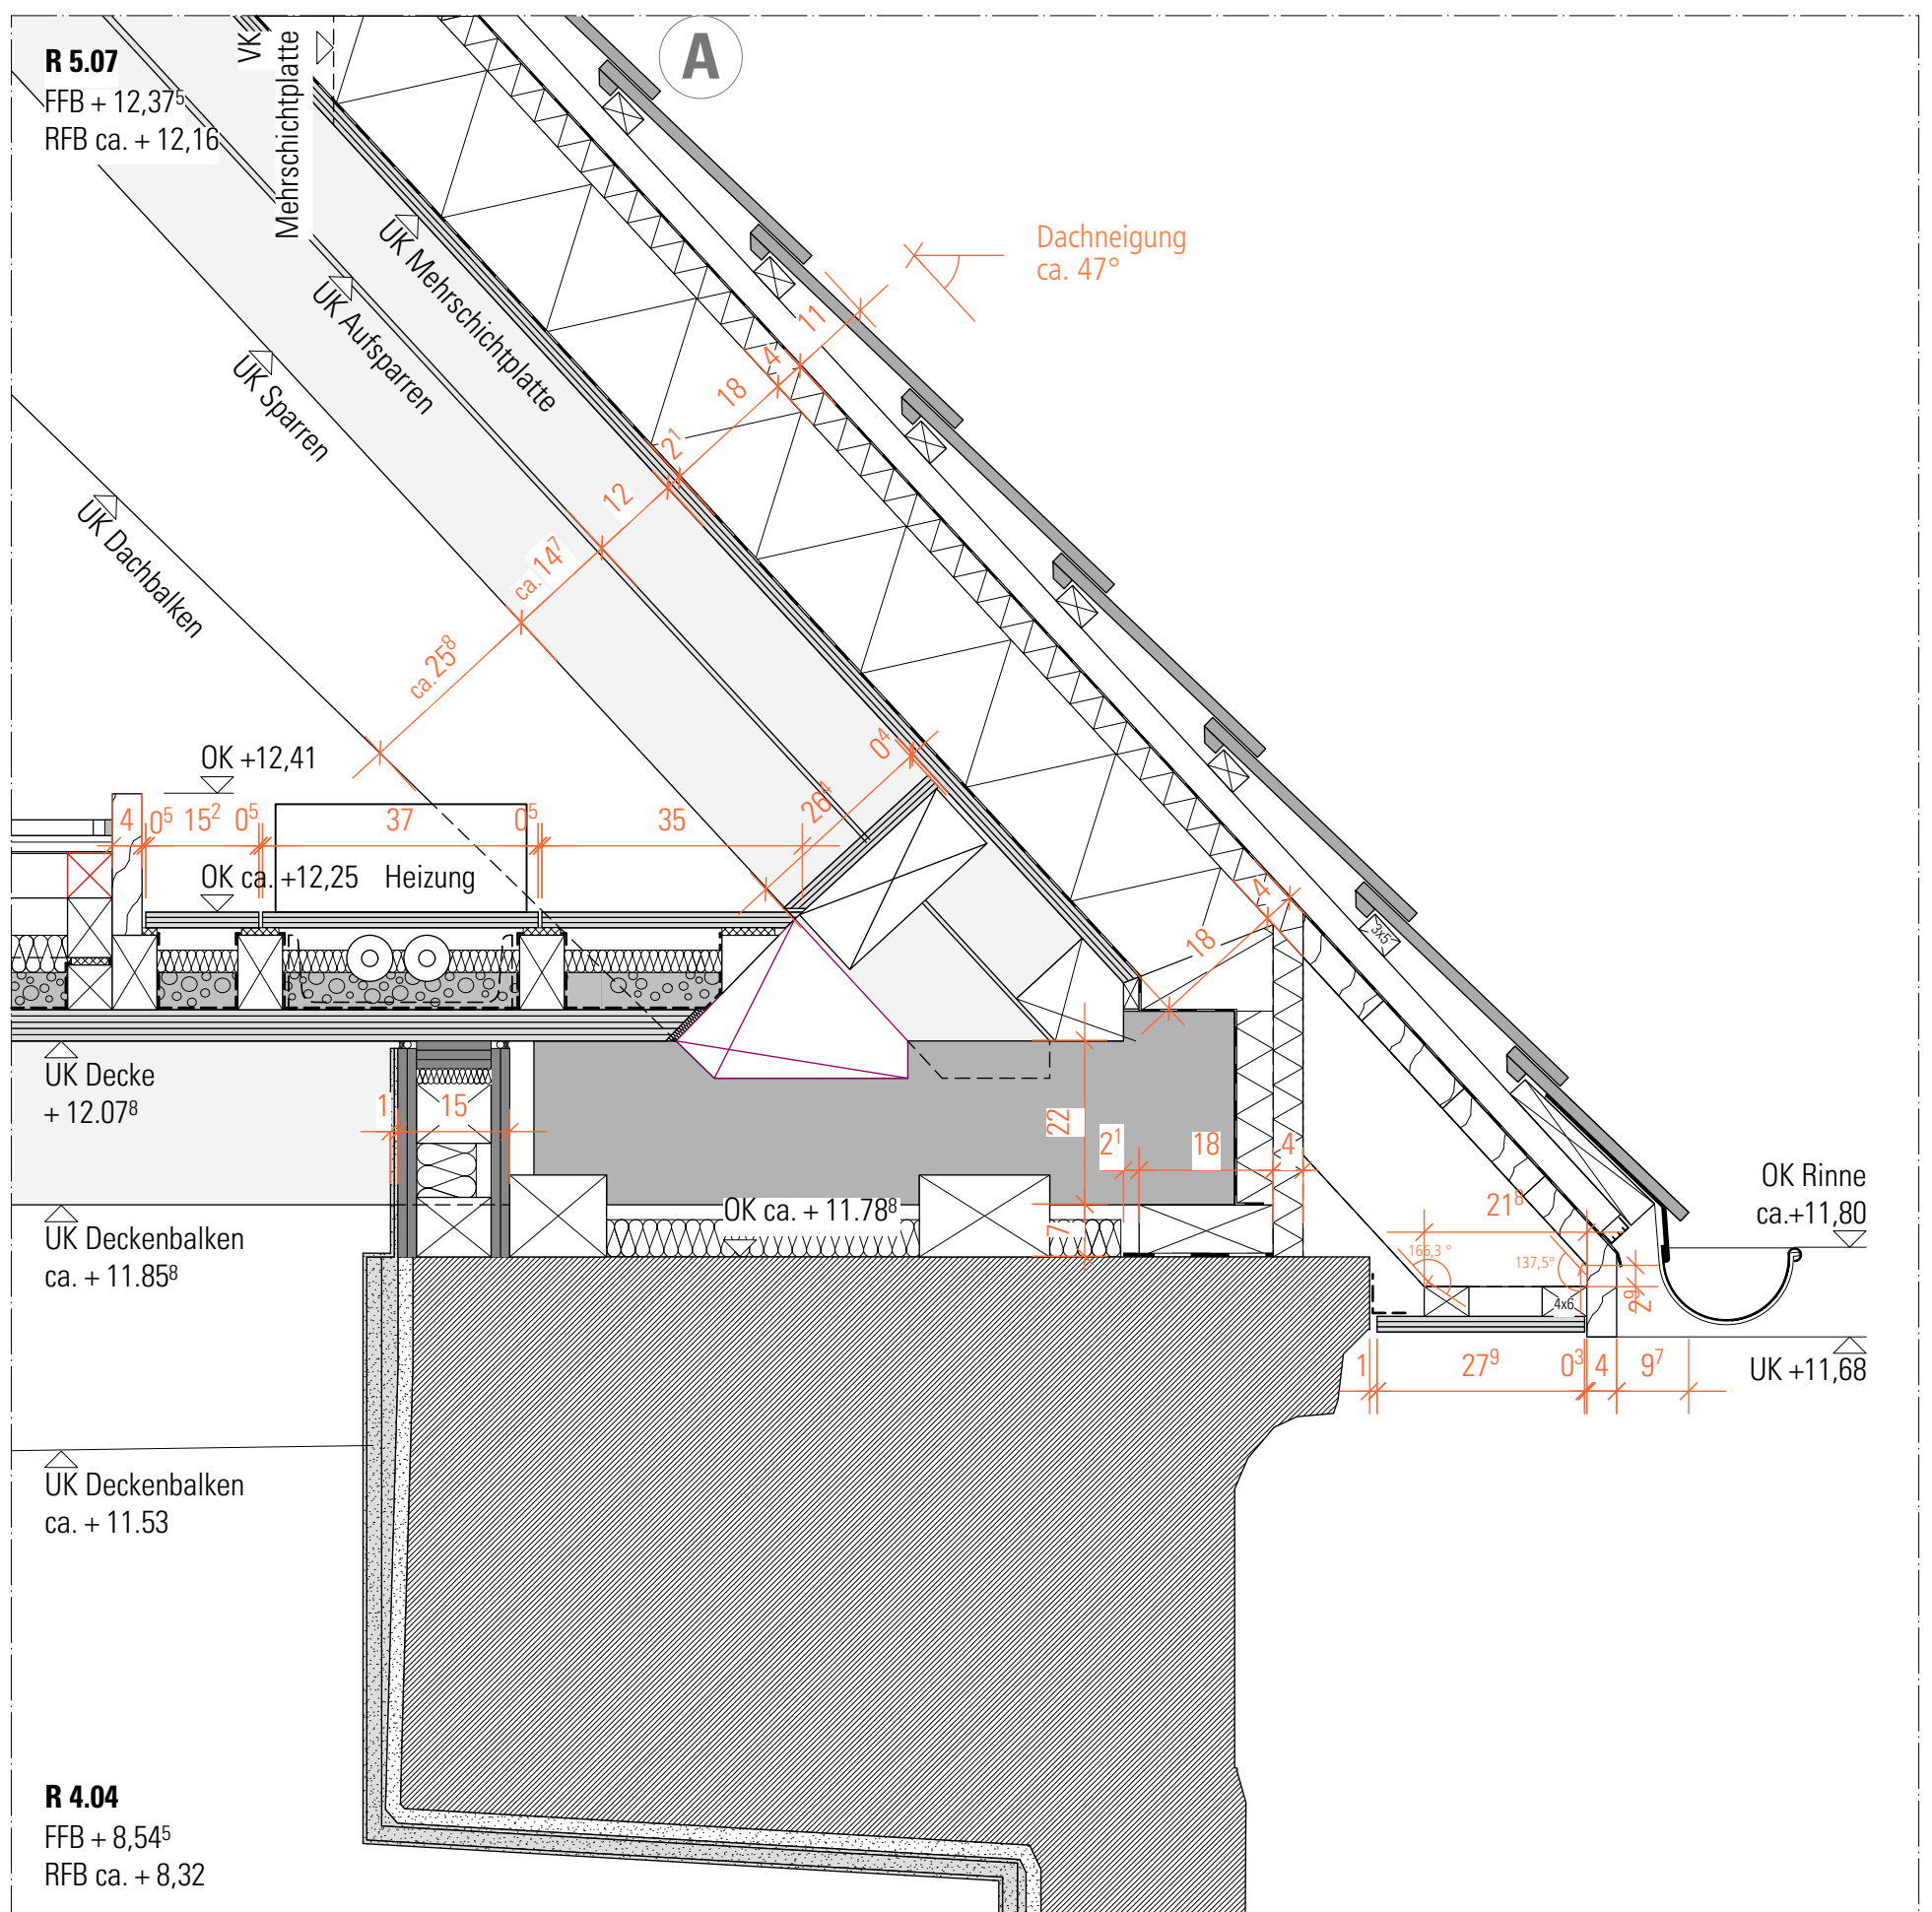 R 5.07
FFB + 12,37⁵
RFB ca. + 12,16
VK
Mehrschichtplatte
A
UK Mehrschichtplatte
UK Aufsparren
UK Sparren
UK Dachbalken
Dachneigung
ca. 47°
11
4
18
2¹
12
ca. 14⁷
ca. 25⁸
0⁴
26⁴
OK +12,41
4
0⁵
15²
0⁵
37
0⁵
35
OK ca. +12,25
Heizung
4
18
3x5
UK Decke
+ 12.07⁸
1
15
22
2¹
18
4
OK ca. + 11.78⁸
7
UK Deckenbalken
ca. + 11.85⁸
OK Rinne
ca.+11,80
21⁸
166,3 °
137,5°
4x6
2⁹
1
27⁹
0³
4
9⁷
UK +11,68
UK Deckenbalken
ca. + 11.53
R 4.04
FFB + 8,54⁵
RFB ca. + 8,32